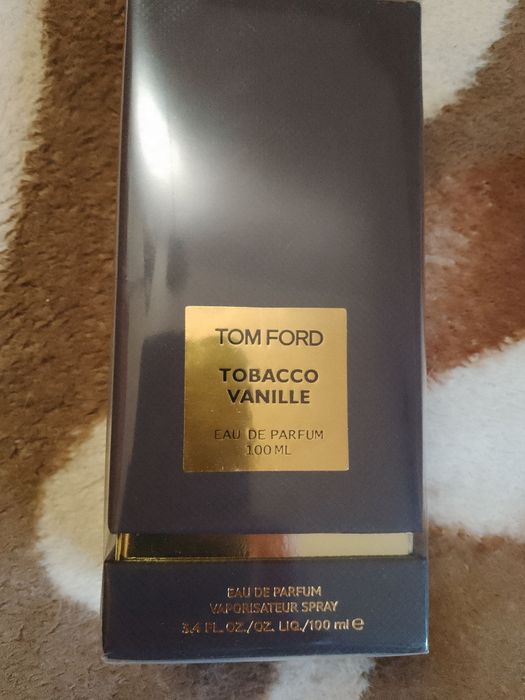 TOM FORD
TOBACCO
VANILLE
EAU DE PARFUM
100 ML
EAU DE PARFUM
VAPORISATEUR SPRAY
3.4 FL. OZ./OZ. LIQ./100 ml e